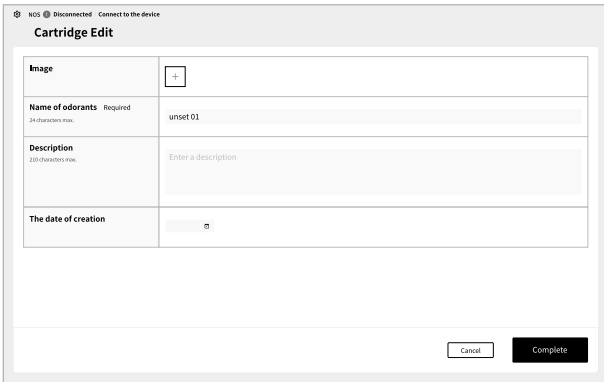 NOS Disconnected Connect to the device
Cartridge Edit
Image
Name of odorants Required
24 characters max.
unset 01
Description
210 characters max.
Enter a description
The date of creation
Cancel
Complete